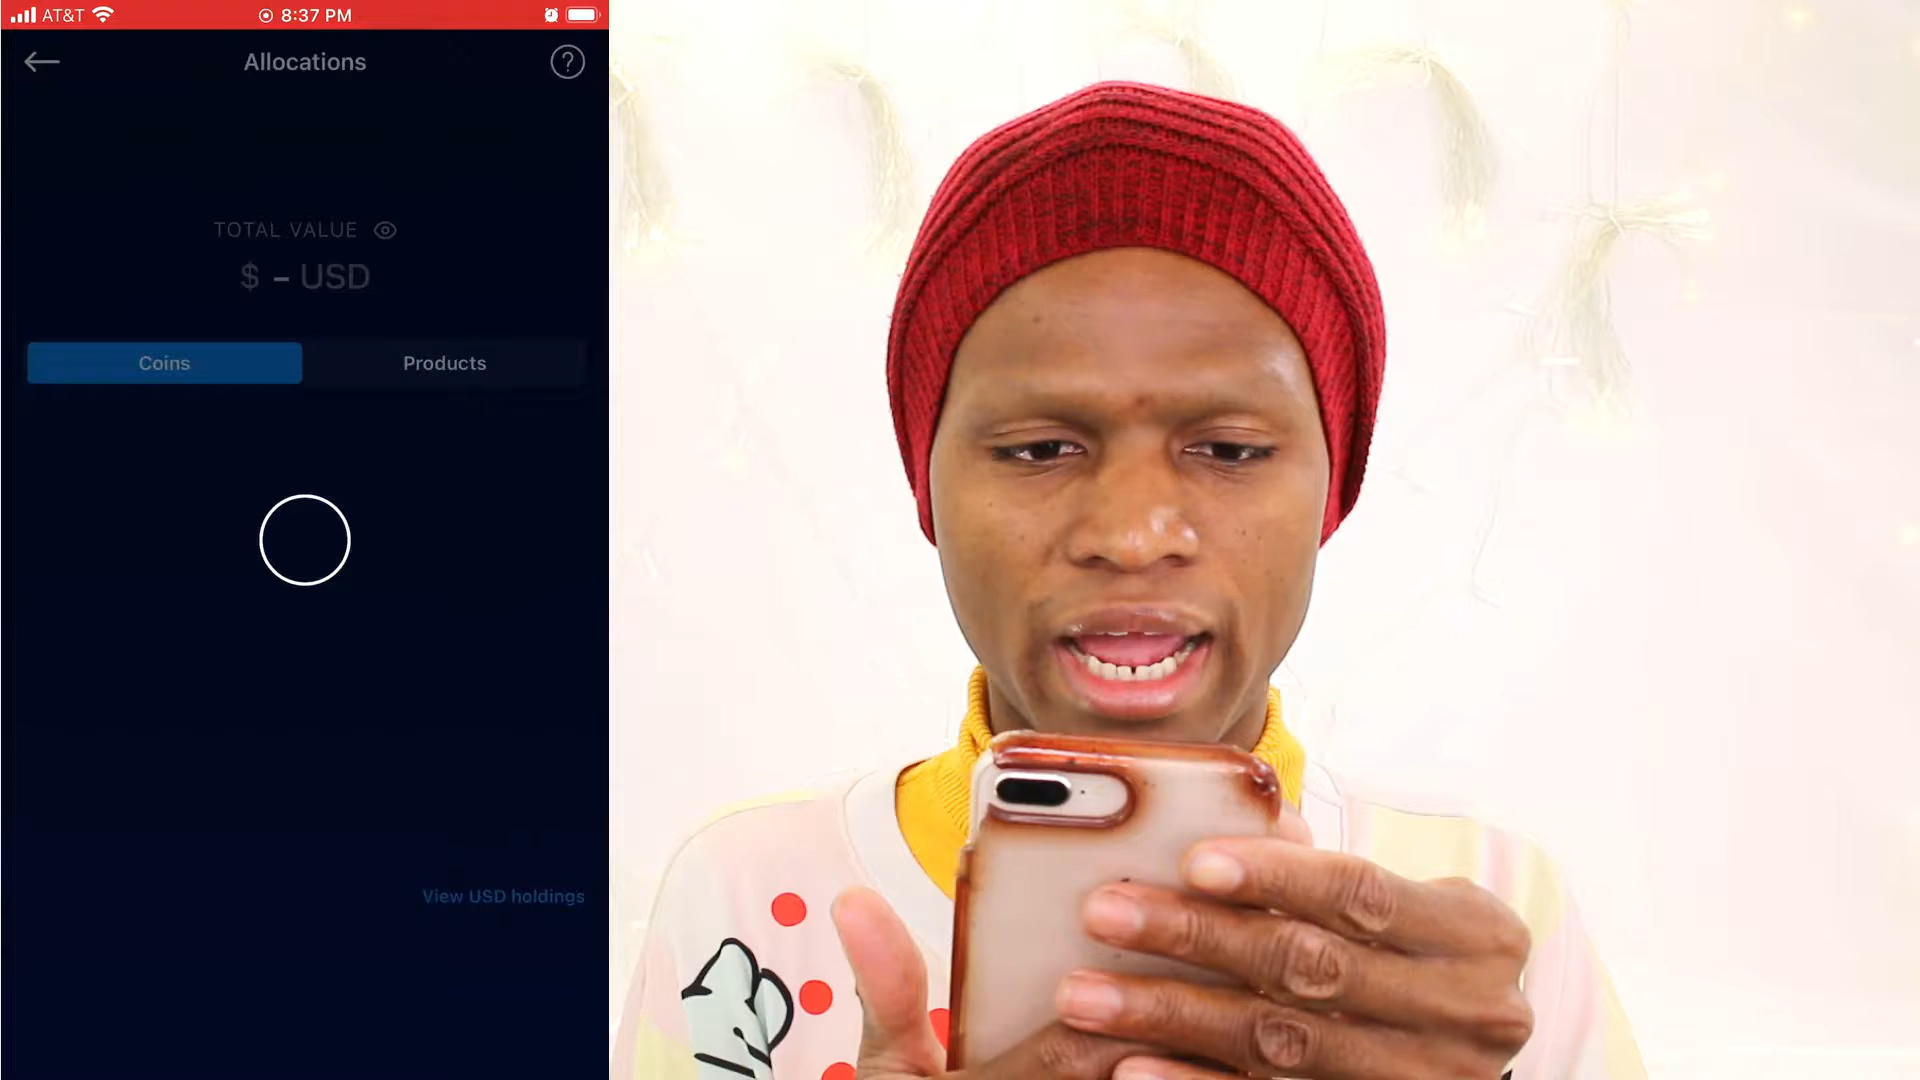 AT&T 8:37 PM
Allocations
?
TOTAL VALUE
$ – USD
Coins Products
View USD holdings